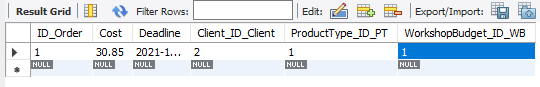 Result Grid Filter Rows: Edit: Export/Import:
ID_Order Cost Deadline Client_ID_Client ProductType_ID_PT WorkshopBudget_ID_WB
1 30.85 2021-1... 2 1 1
NULL NULL NULL NULL NULL NULL